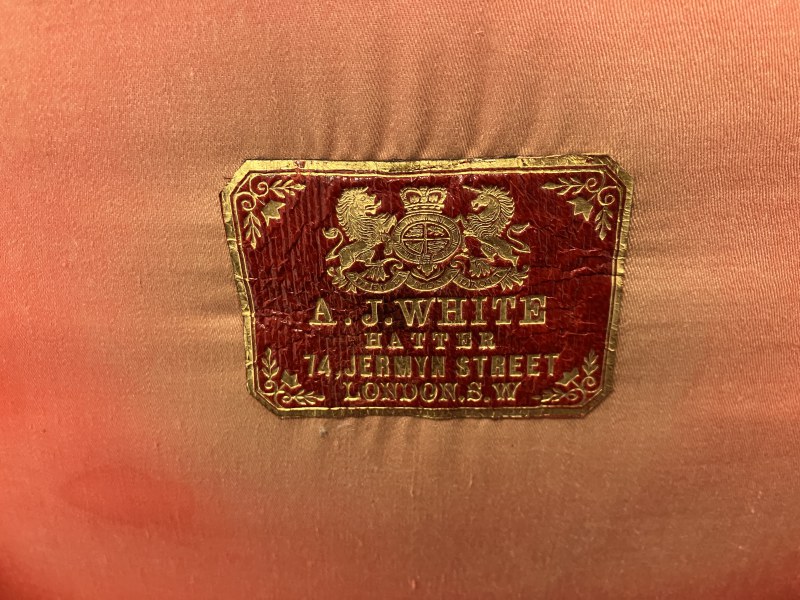 A. J. WHITE
HATTER
74, JERMYN STREET
LONDON. S. W